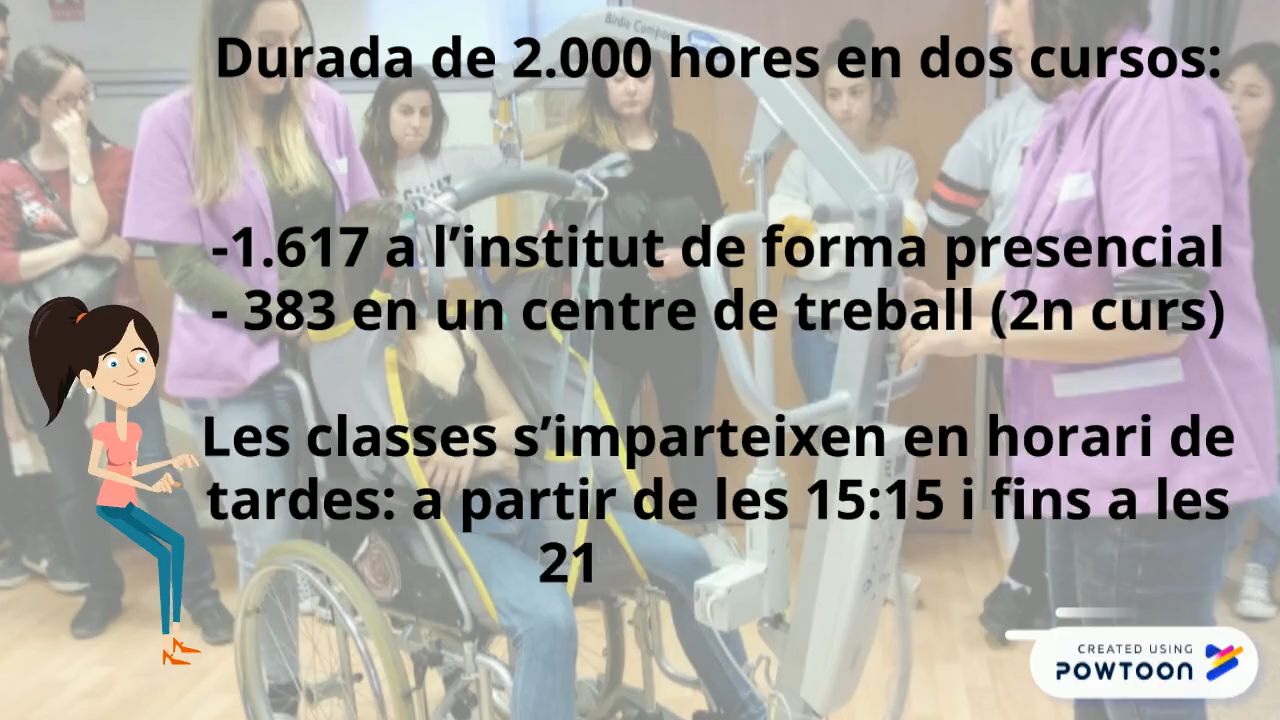 Birdie Compact
Durada de 2.000 hores en dos cursos:
-1.617 a l’institut de forma presencial
- 383 en un centre de treball (2n curs)
Les classes s’imparteixen en horari de
tardes: a partir de les 15:15 i fins a les
21
CREATED USING
POWTOON